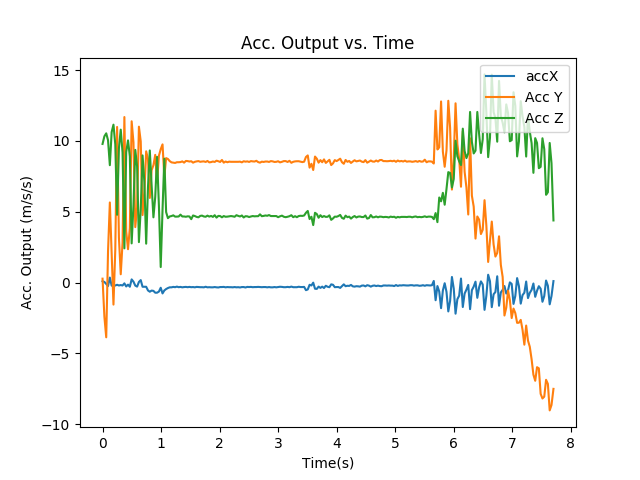 Acc. Output vs. Time
accX
Acc Y
Acc Z
Acc. Output (m/s/s)
15
10
5
0
−5
−10
0 1 2 3 4 5 6 7 8
Time(s)